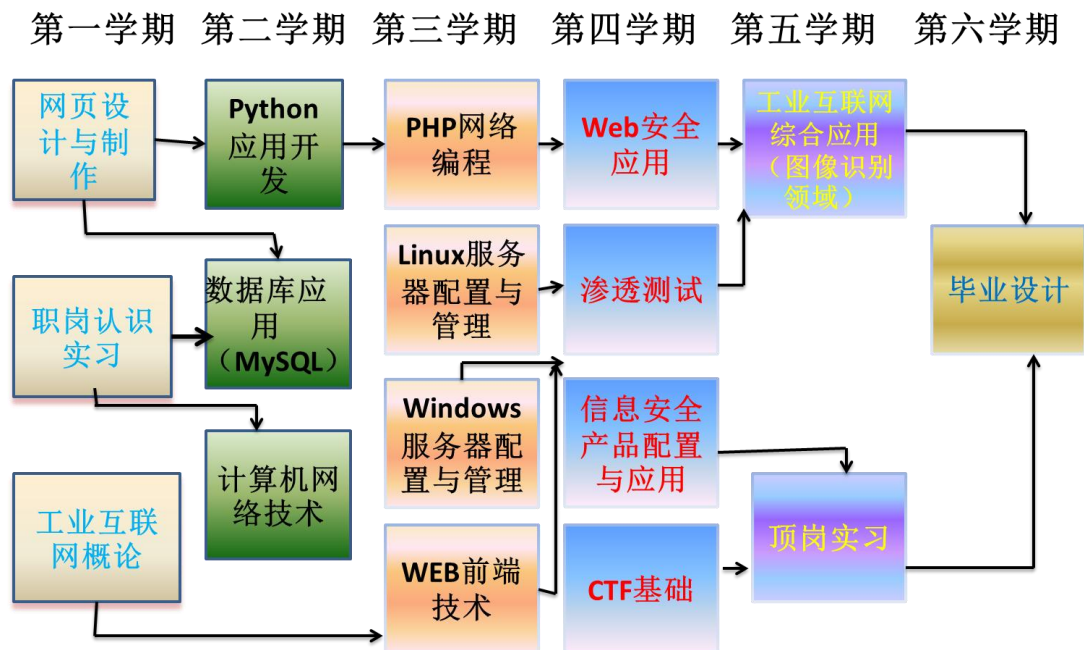 第一学期 第二学期 第三学期 第四学期 第五学期 第六学期
网页设
计与制
作
Python
应用开
发
PHP网络
编程
Web安全
应用
工业互联网
综合应用
（图像识别
领域）
Linux服务
器配置与
管理
渗透测试
毕业设计
职岗认识
实习
数据库应
用
（MySQL）
Windows
服务器配
置与管理
信息安全
产品配置
与应用
计算机网
络技术
工业互联
网概论
WEB前端
技术
CTF基础
顶岗实习